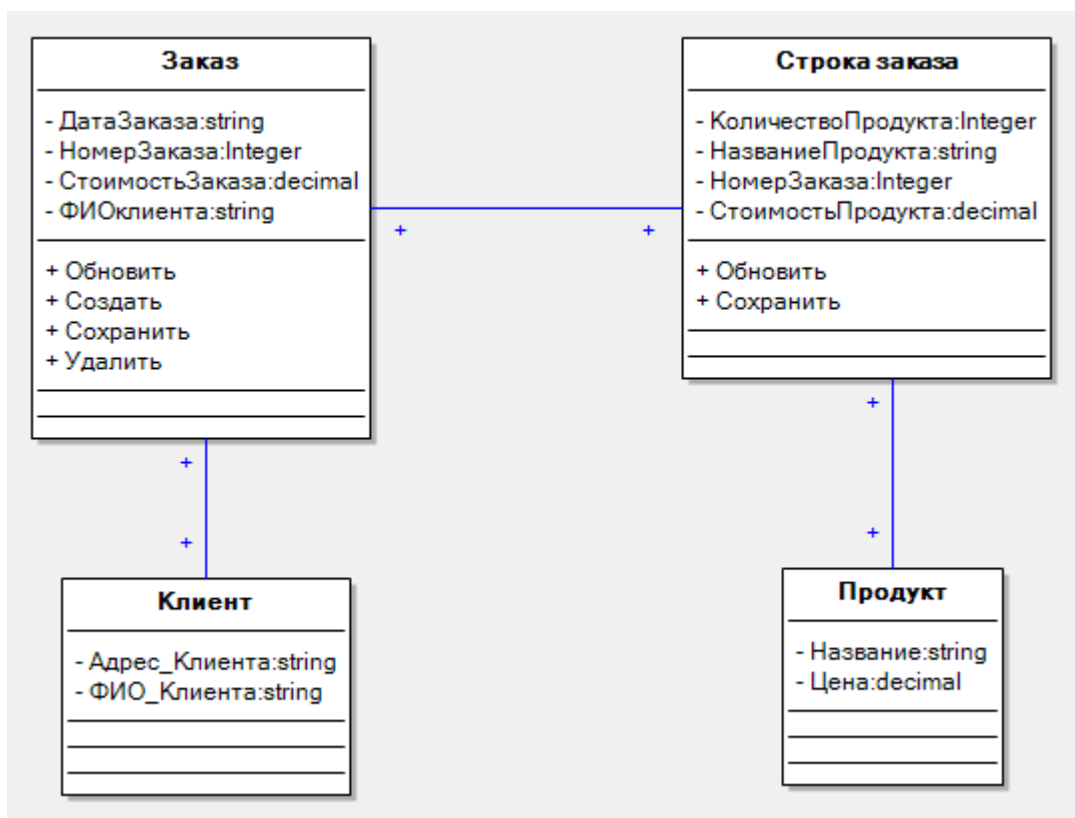 Заказ
- ДатаЗаказа:string
- НомерЗаказа:Integer
- СтоимостьЗаказа:decimal
- ФИОклиента:string
+ Обновить
+ Создать
+ Сохранить
+ Удалить
Строка заказа
- КоличествоПродукта:Integer
- НазваниеПродукта:string
- НомерЗаказа:Integer
- СтоимостьПродукта:decimal
+ Обновить
+ Сохранить
+ +
+
+
+
+
Клиент
- Адрес_Клиента:string
- ФИО_Клиента:string
Продукт
- Название:string
- Цена:decimal